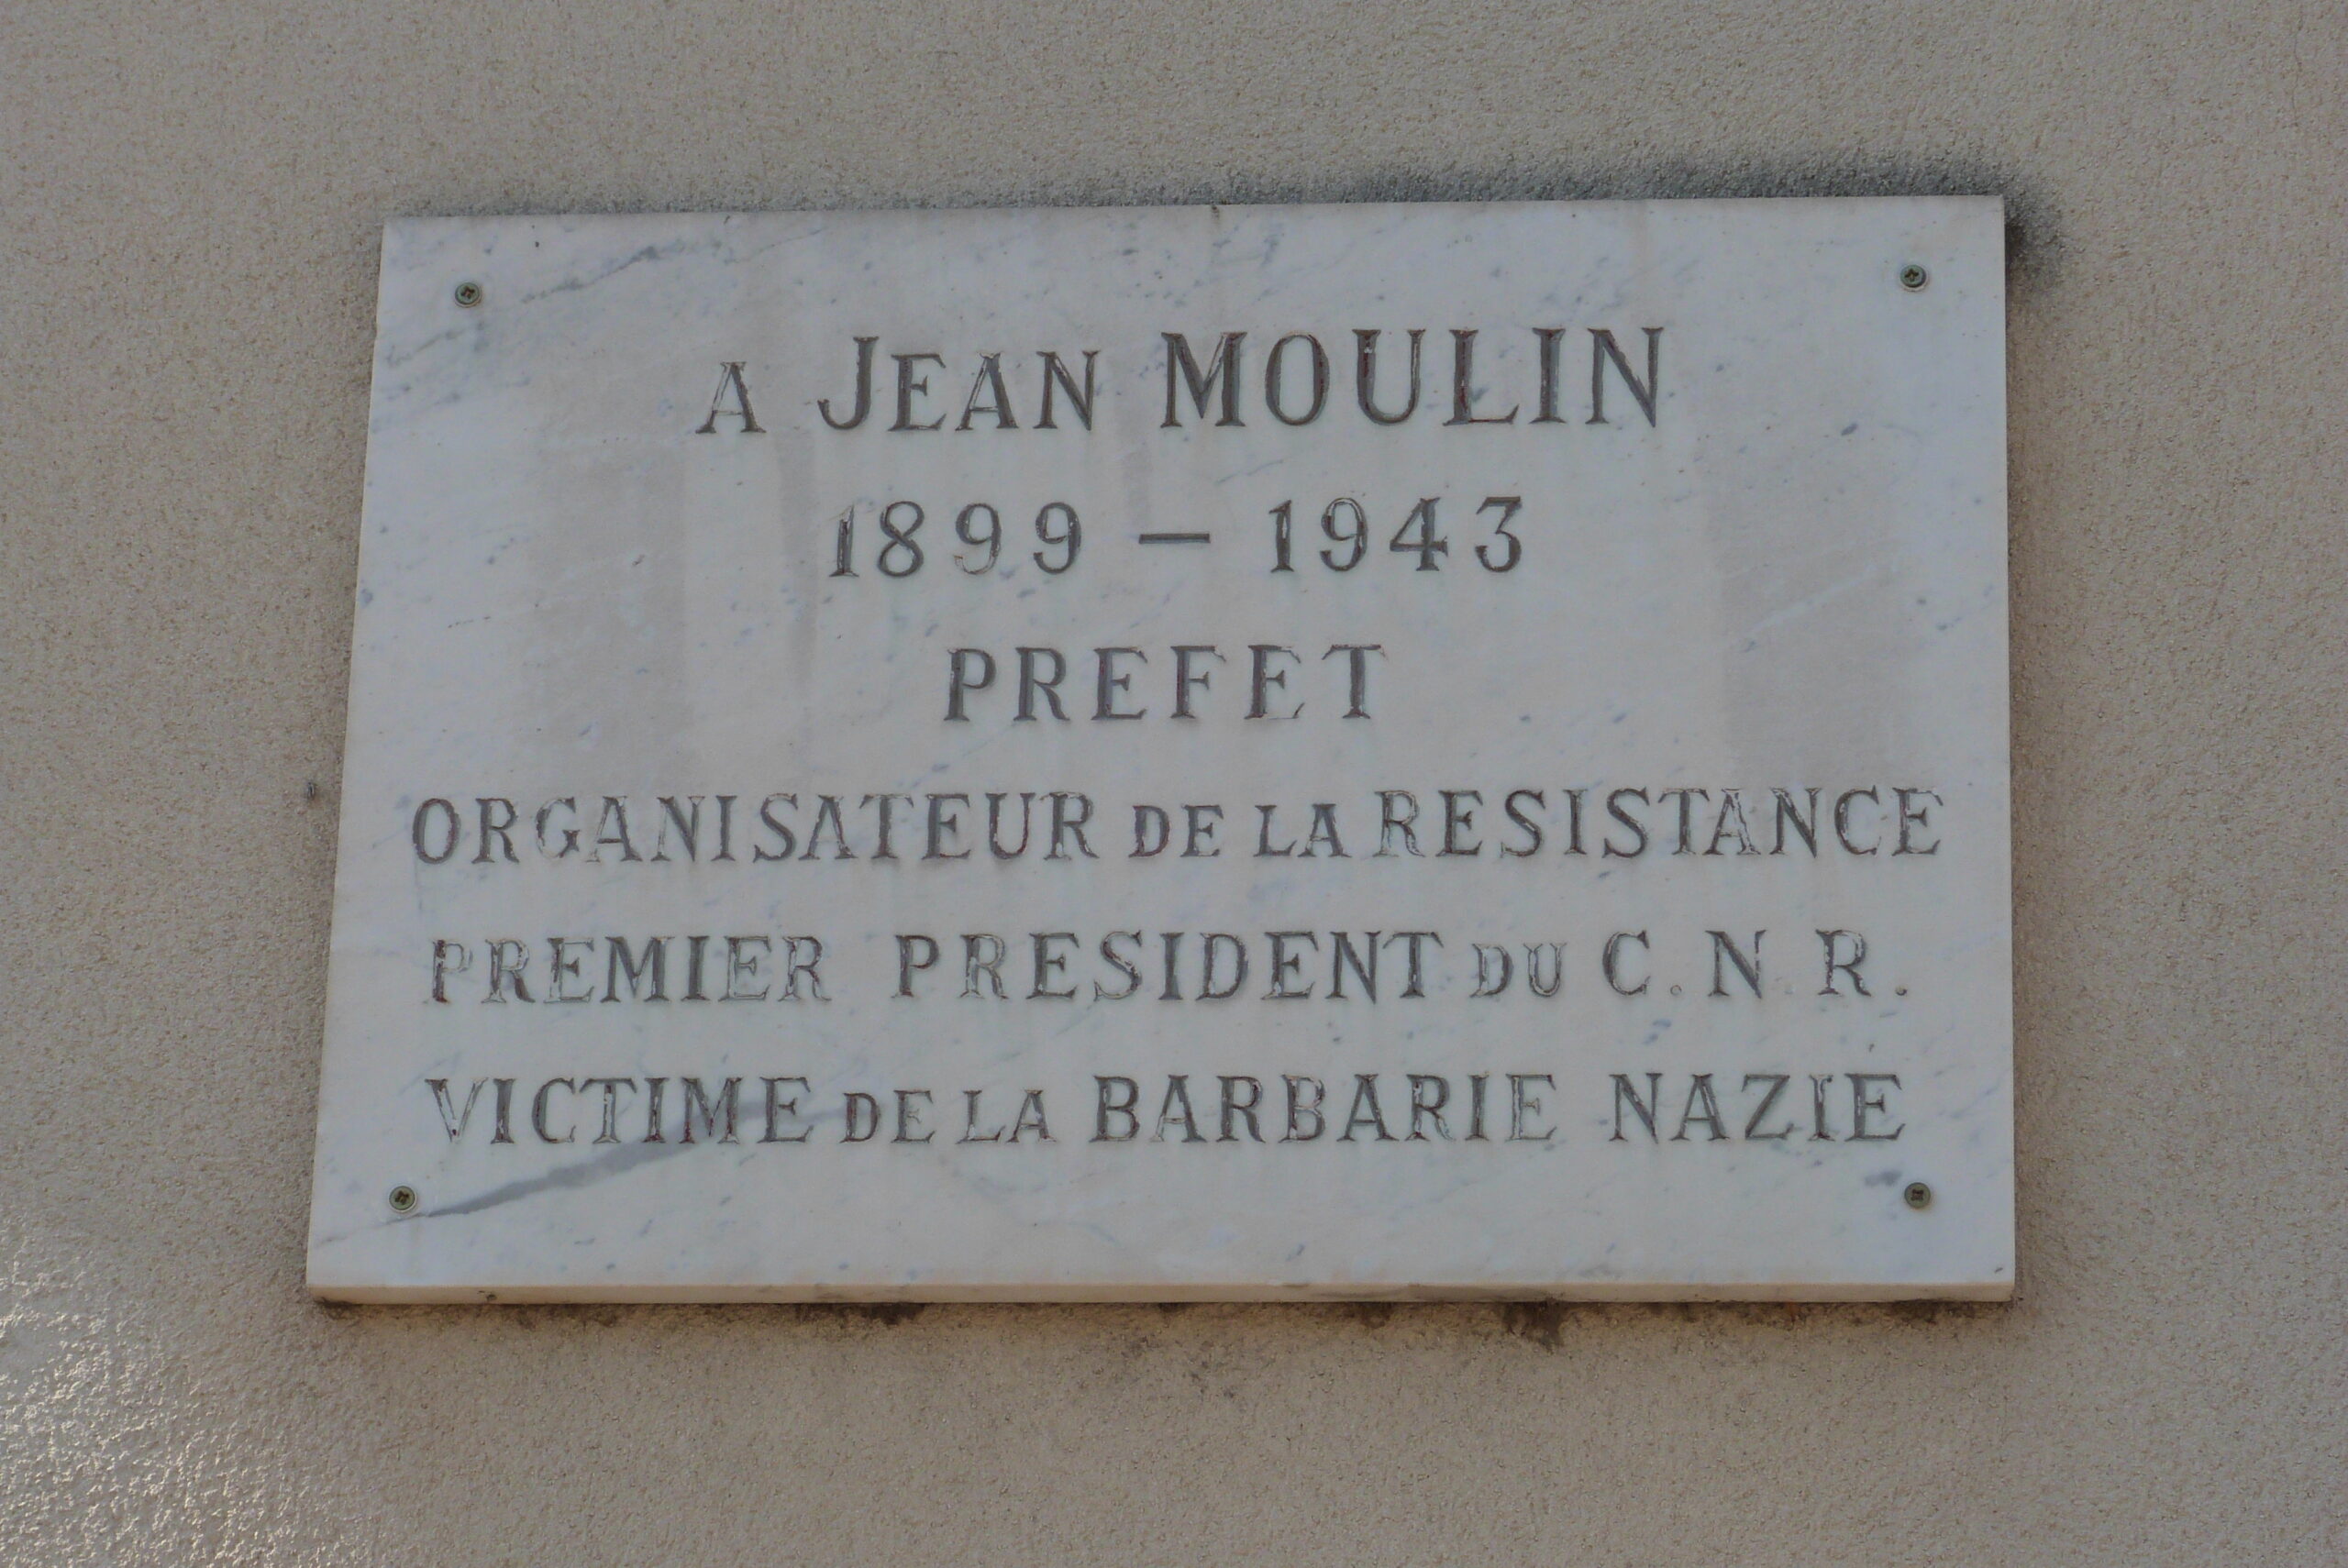 A JEAN MOULIN
1899 – 1943
PREFET
ORGANISATEUR DE LA RESISTANCE
PREMIER PRESIDENT DU C.N.R.
VICTIME DE LA BARBARIE NAZIE